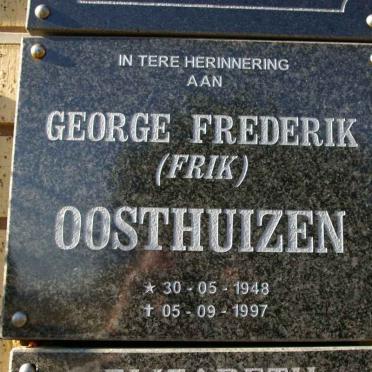 IN TERE HERINNERING
AAN
GEORGE FREDERIK
(FRIK)
OOSTHUIZEN
★ 30 - 05 - 1948
✝ 05 - 09 - 1997